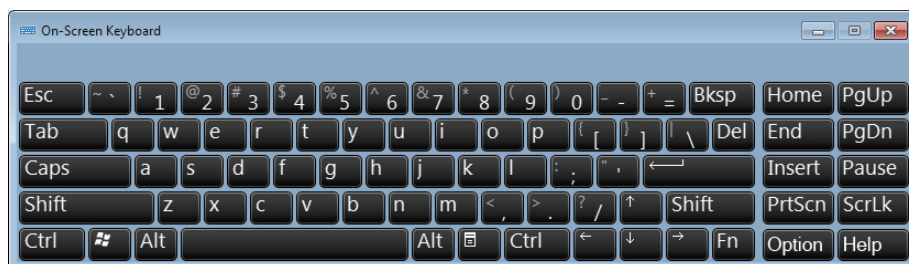 On-Screen Keyboard
Esc ~ ` ! 1 @ 2 # 3 $ 4 % 5 ^ 6 & 7 * 8 ( 9 ) 0 _ - + = Bksp Home PgUp
Tab q w e r t y u i o p { [ } ] | \ Del End PgDn
Caps a s d f g h j k l : ; " ' Insert Pause
Shift z x c v b n m < , > . ? / ↑ Shift PrtScn ScrLk
Ctrl Alt Alt Ctrl ← ↓ → Fn Option Help